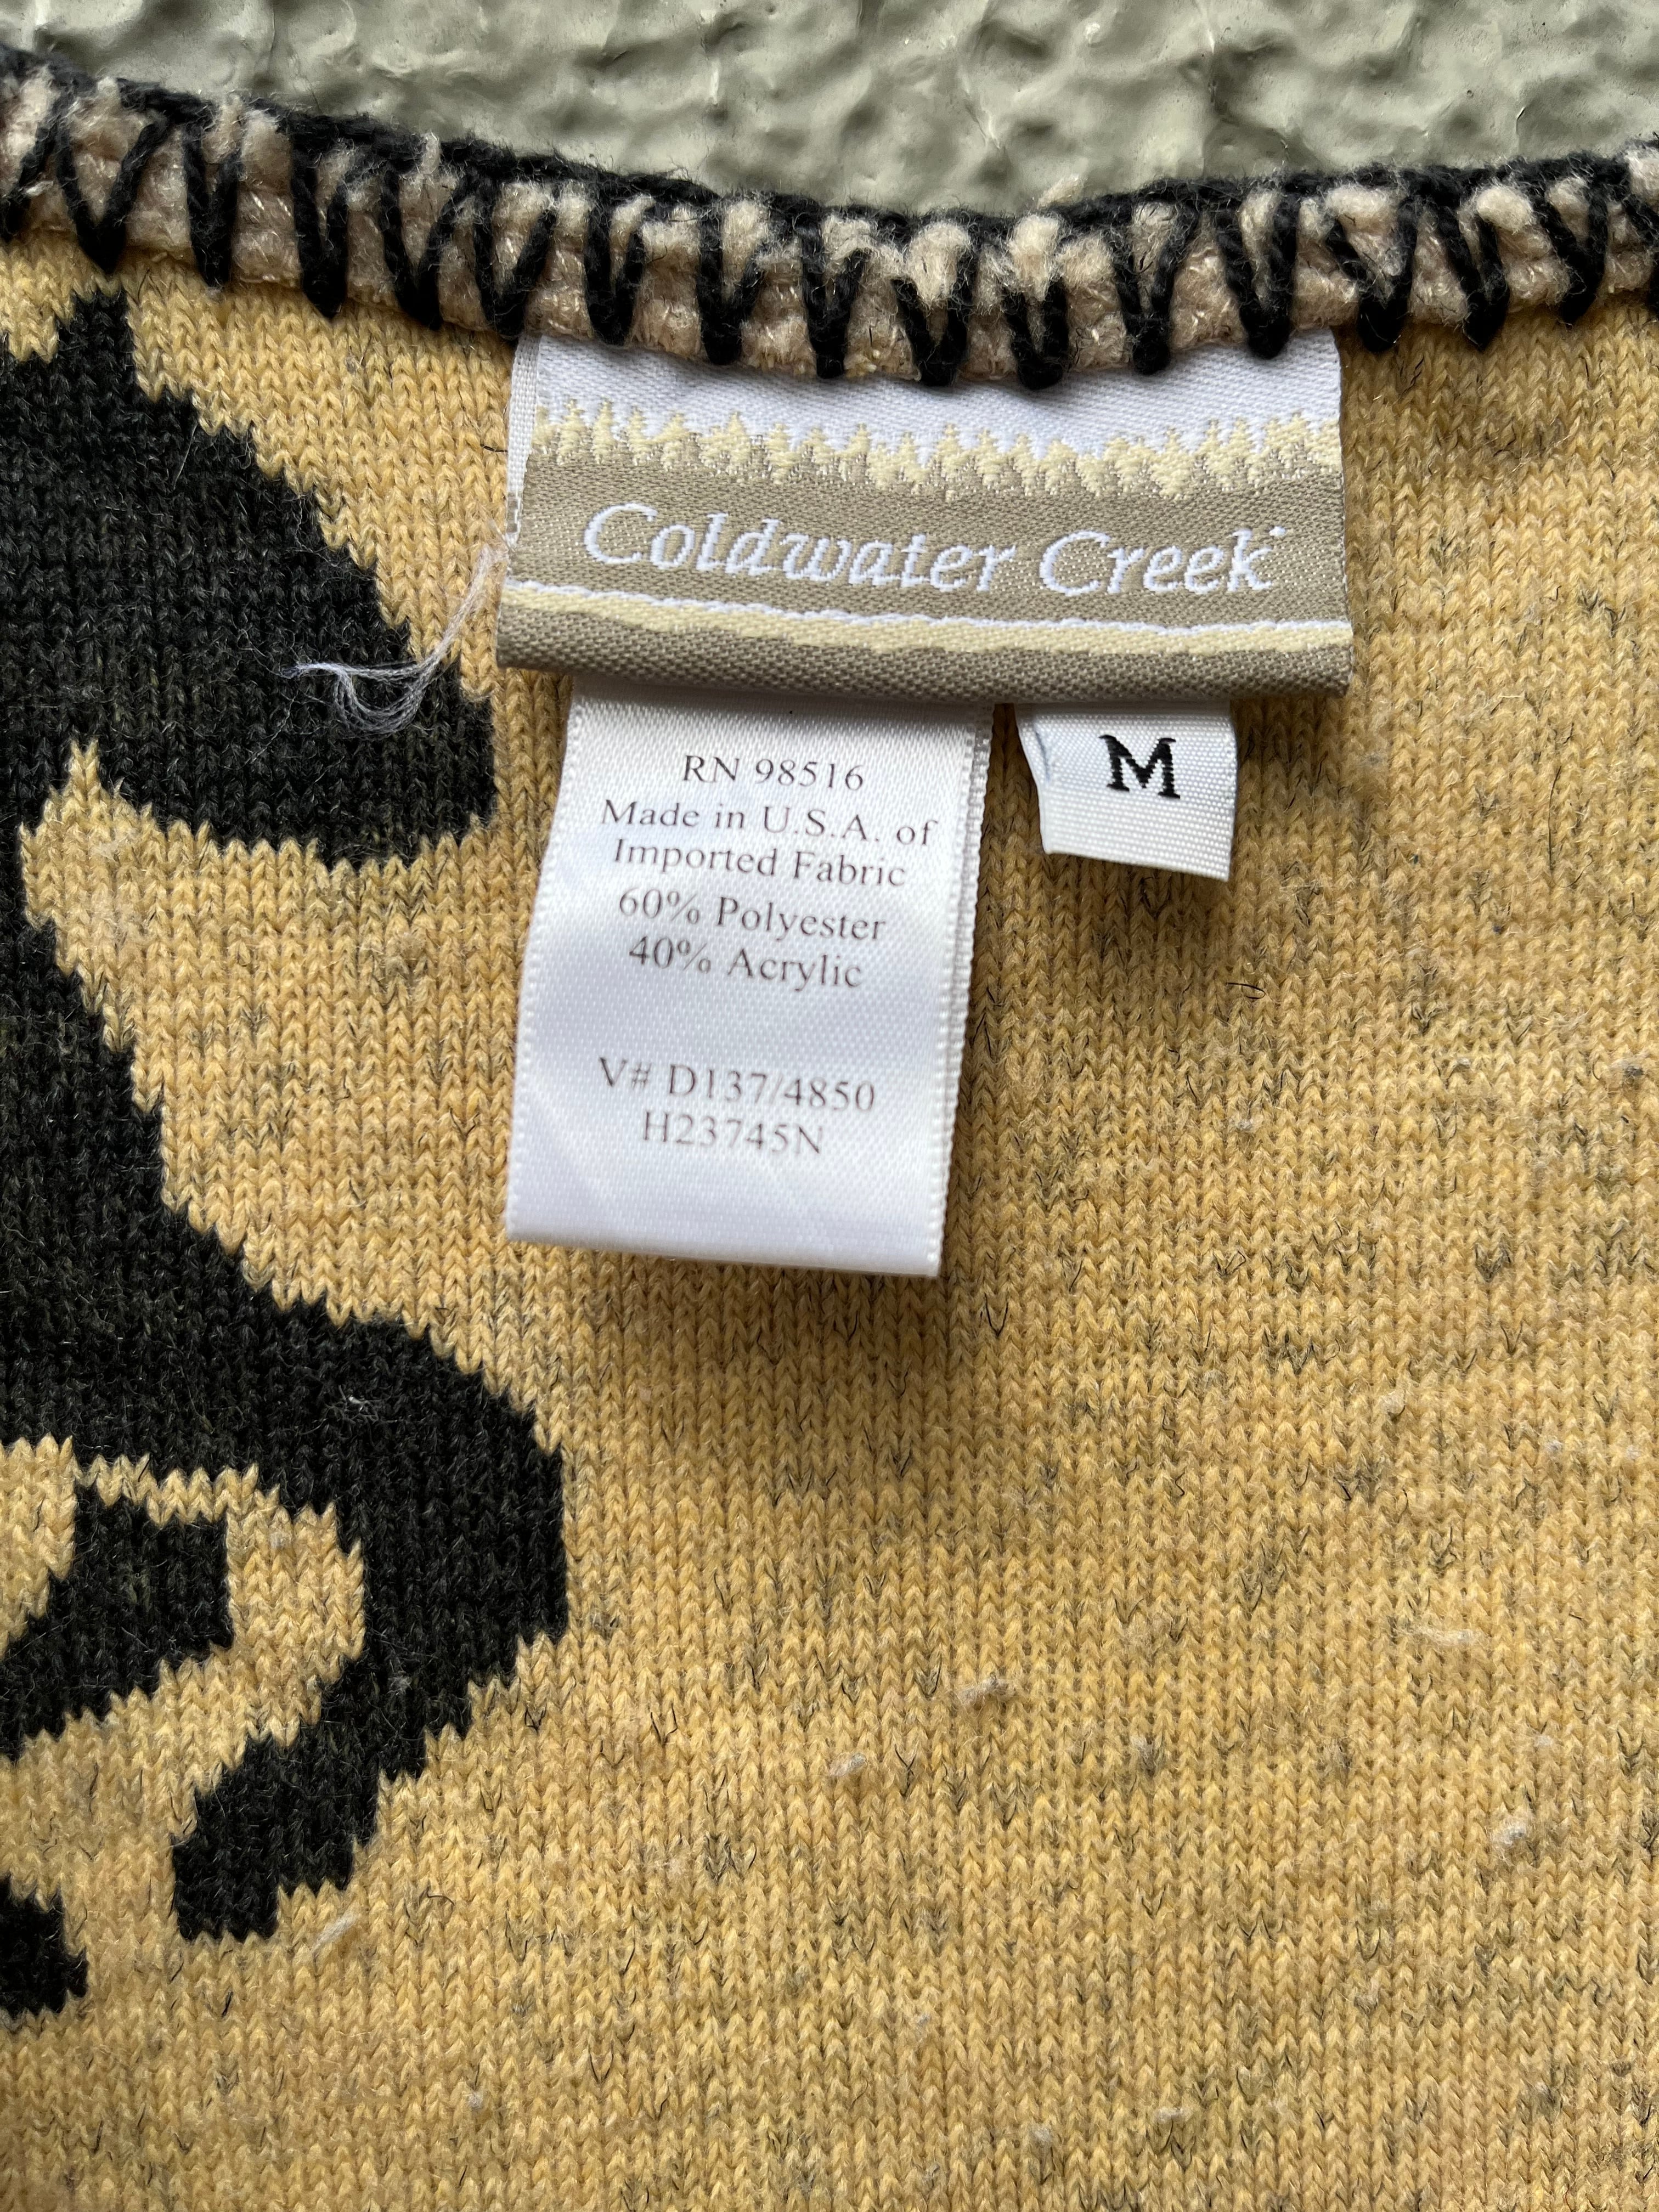 Coldwater Creek
RN 98516
Made in U.S.A. of
Imported Fabric
60% Polyester
40% Acrylic
V# D137/4850
H23745N
M